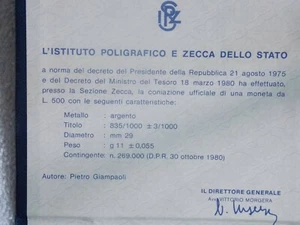 L'ISTITUTO POLIGRAFICO E ZECCA DELLO STATO
a norma del decreto del Presidente della Repubblica 21 agosto 1975
e del Decreto del Ministro del Tesoro 18 marzo 1980 ha effettuato,
presso la Sezione Zecca, la coniazione ufficiale di una moneta da
L. 500 con le seguenti caratteristiche:
Metallo : argento
Titolo : 835/1000 ± 3/1000
Diametro : mm 29
Peso : g 11 ± 0,055
Contingente: n. 269.000 (D.P.R. 30 ottobre 1980)
Autore: Pietro Giampaoli
IL DIRETTORE GENERALE
VITTORIO MORGERA